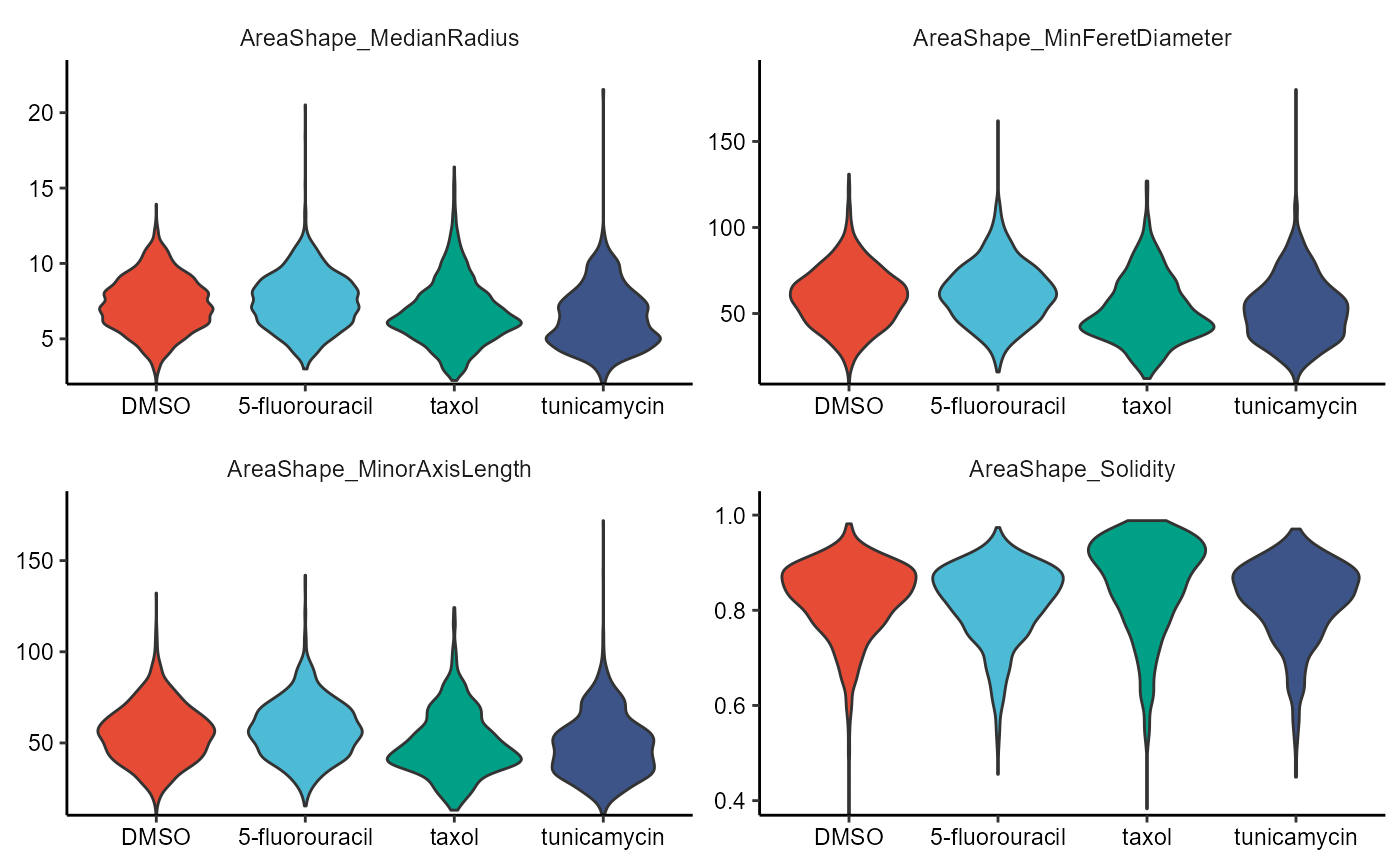 AreaShape_MedianRadius
20
15
10
5
DMSO 5-fluorouracil taxol tunicamycin
AreaShape_MinFeretDiameter
150
100
50
DMSO 5-fluorouracil taxol tunicamycin
AreaShape_MinorAxisLength
150
100
50
DMSO 5-fluorouracil taxol tunicamycin
AreaShape_Solidity
1.0
0.8
0.6
0.4
DMSO 5-fluorouracil taxol tunicamycin